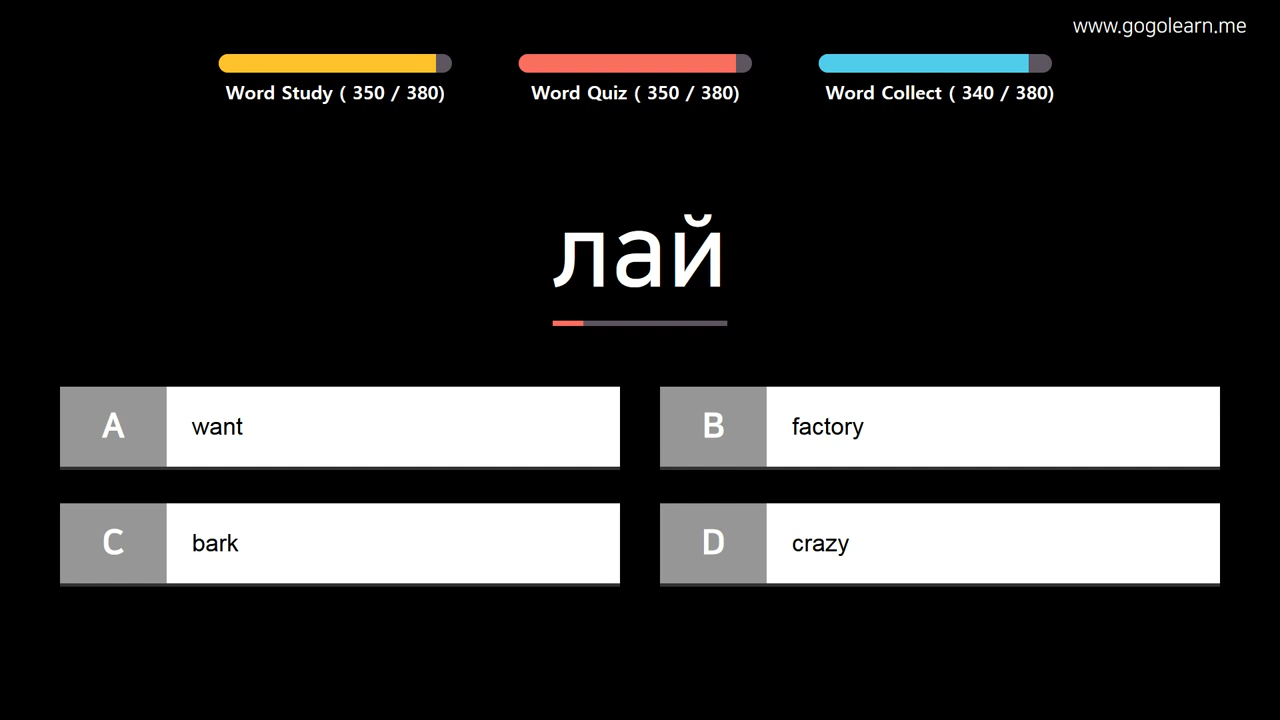 www.gogolearn.me
Word Study ( 350 / 380)
Word Quiz ( 350 / 380)
Word Collect ( 340 / 380)
лай
A
want
B
factory
C
bark
D
crazy